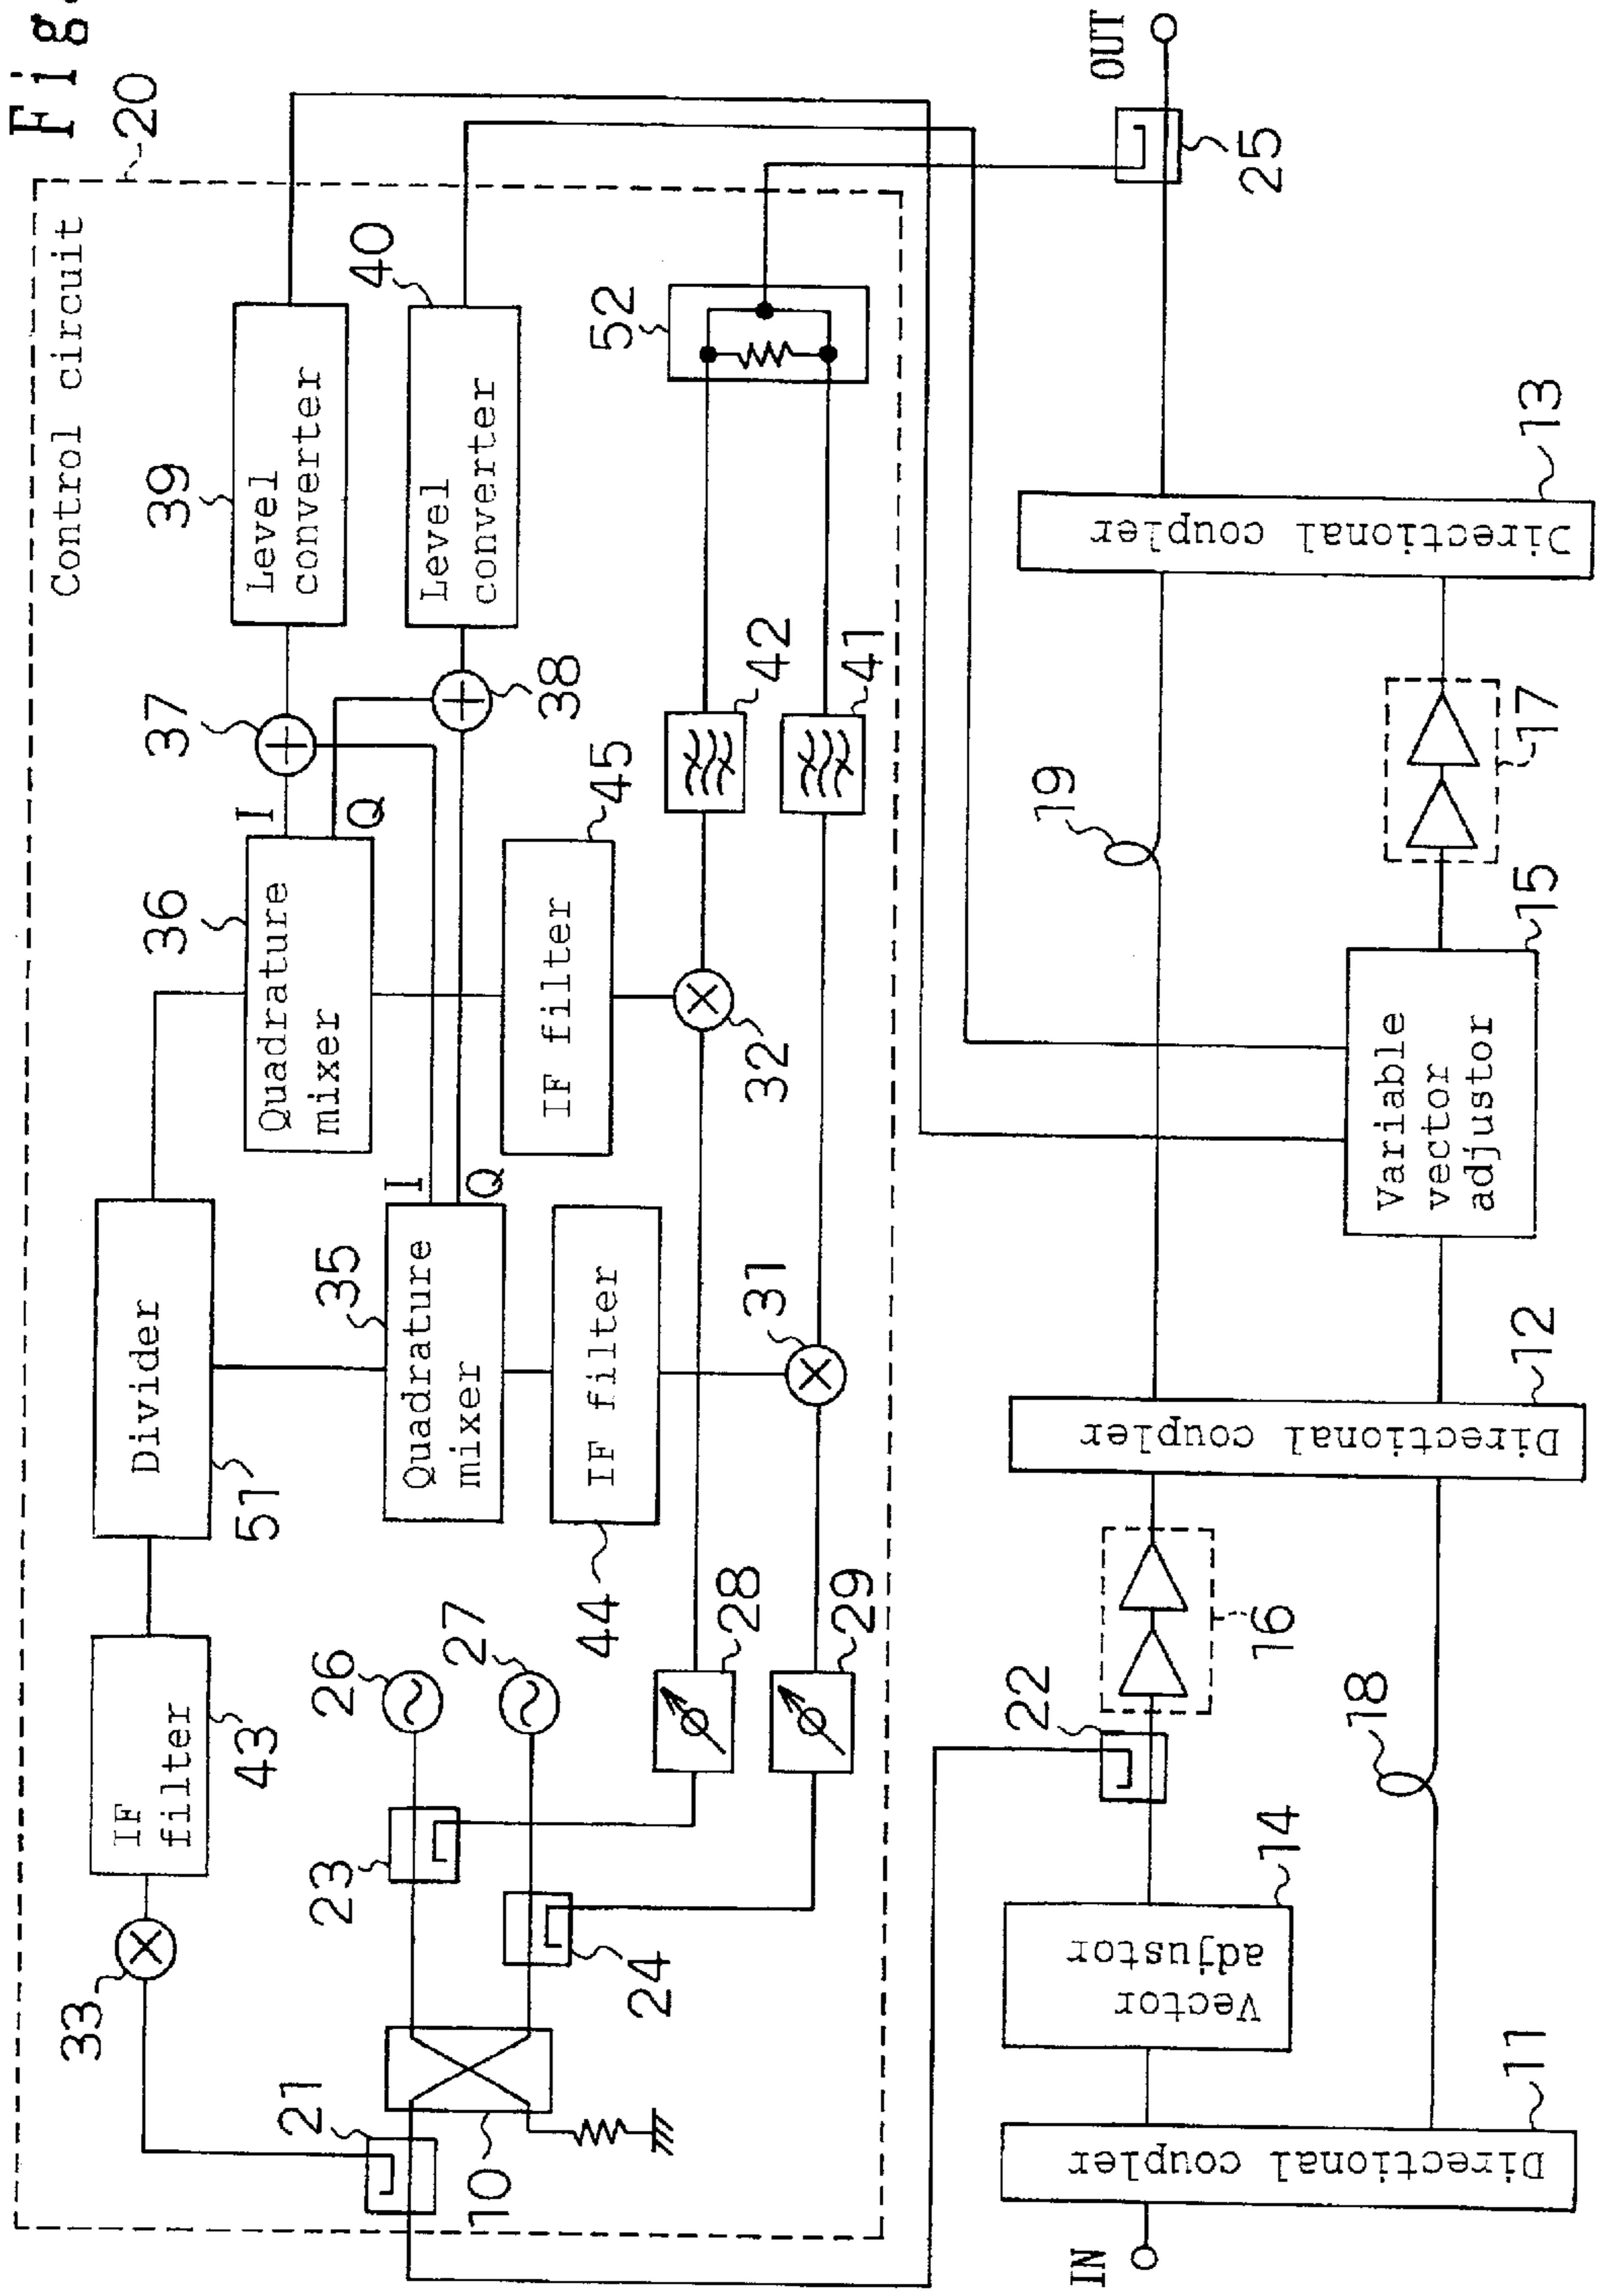 Fig.
20
Control circuit
39
Level
converter
40
Level
converter
37
38
52
36
Quadrature
mixer
I
Q
45
IF filter
42
41
32
51
Divider
35
Quadrature
mixer
I
Q
44
IF filter
31
43
IF
filter
33
26
27
23
24
28
29
21
10
IN
11
Directional coupler
14
Vector
adjustor
22
16
18
12
Directional coupler
15
Variable
vector
adjustor
19
17
13
Directional coupler
25
OUT